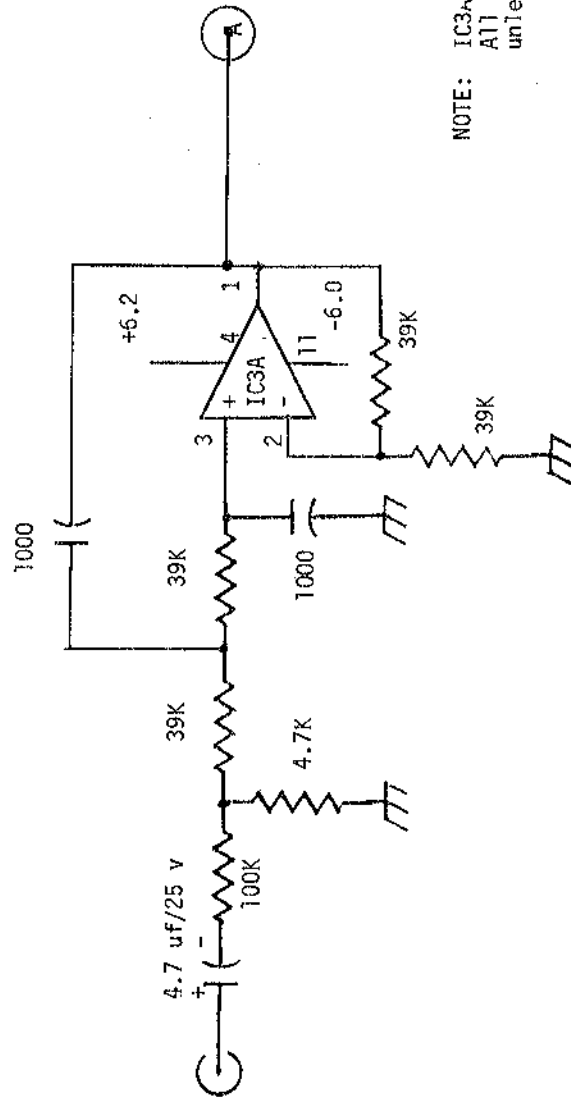 1000
+6.2
A
4.7 uf/25 v
+
-
100K
39K
39K
3
+
IC3A
4
1
2
-
11
-6.0
4.7K
1000
39K
39K
NOTE: IC3A
All
unle